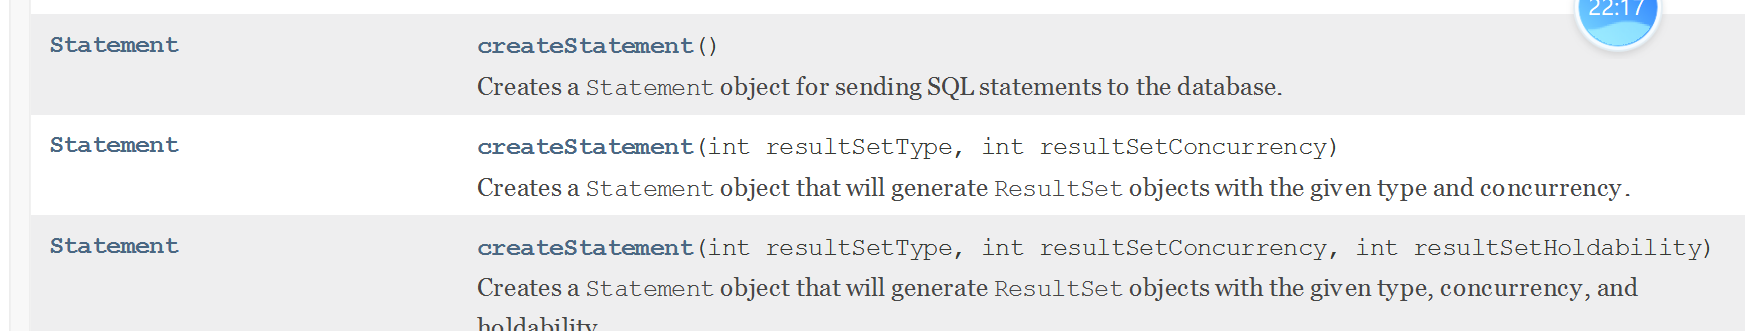 22:17
Statement createStatement()
Creates a Statement object for sending SQL statements to the database.
Statement createStatement(int resultSetType, int resultSetConcurrency)
Creates a Statement object that will generate ResultSet objects with the given type and concurrency.
Statement createStatement(int resultSetType, int resultSetConcurrency, int resultSetHoldability)
Creates a Statement object that will generate ResultSet objects with the given type, concurrency, and
holdability.